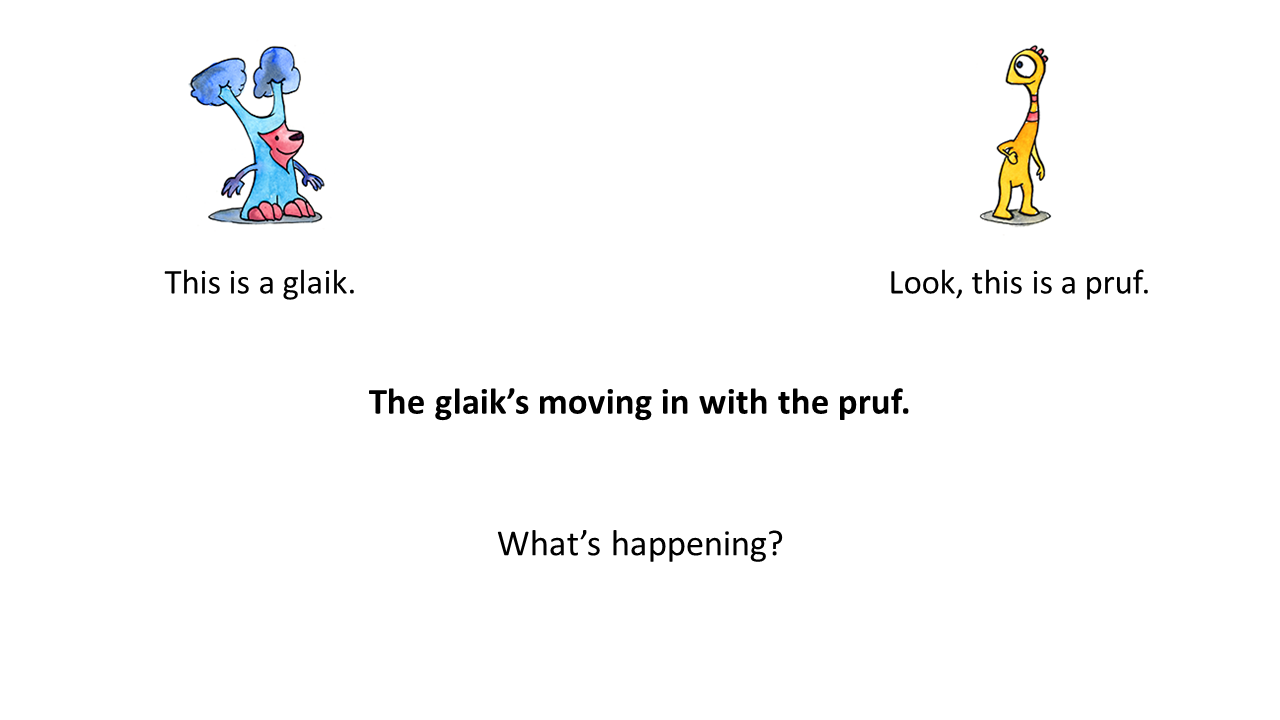 This is a glaik.
Look, this is a pruf.
The glaik’s moving in with the pruf.
What’s happening?